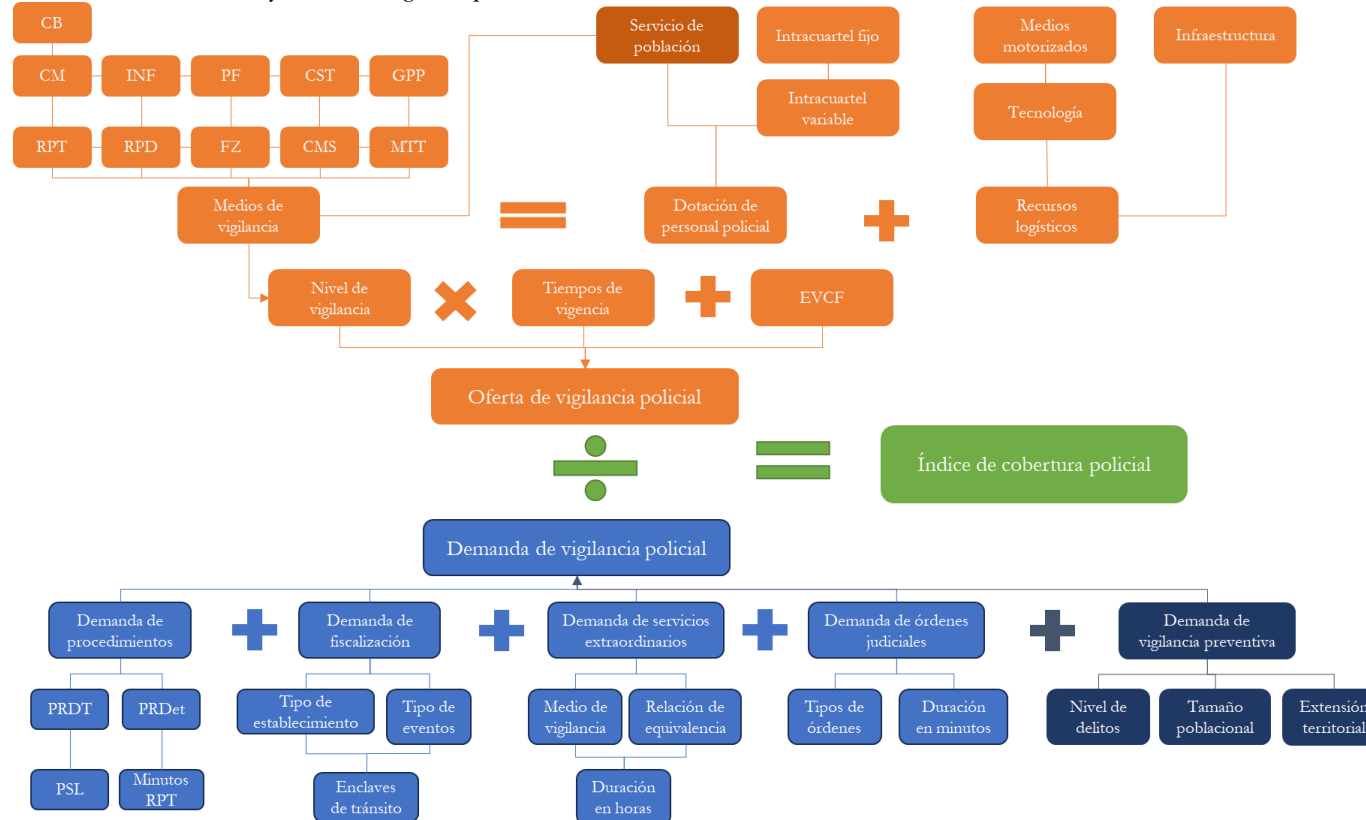 CB
Servicio de
población
Intracuartel fijo
Medios
motorizados
Infraestructura
CM
INF
PF
CST
GPP
Intracuartel
variable
Tecnología
RPT
RPD
FZ
CMS
MTT
Medios de
vigilancia
Dotación de
personal policial
Recursos
logísticos
Nivel de
vigilancia
Tiempos de
vigencia
EVCF
Oferta de vigilancia policial
Índice de cobertura policial
Demanda de vigilancia policial
Demanda de
procedimientos
Demanda de
fiscalización
Demanda de servicios
extraordinarios
Demanda de órdenes
judiciales
Demanda de
vigilancia preventiva
PRDT
PRDet
Tipo de
establecimiento
Tipo de
eventos
Medio de
vigilancia
Relación de
equivalencia
Tipos de
órdenes
Duración
en minutos
Nivel de
delitos
Tamaño
poblacional
Extensión
territorial
PSL
Minutos
RPT
Enclaves
de tránsito
Duración
en horas